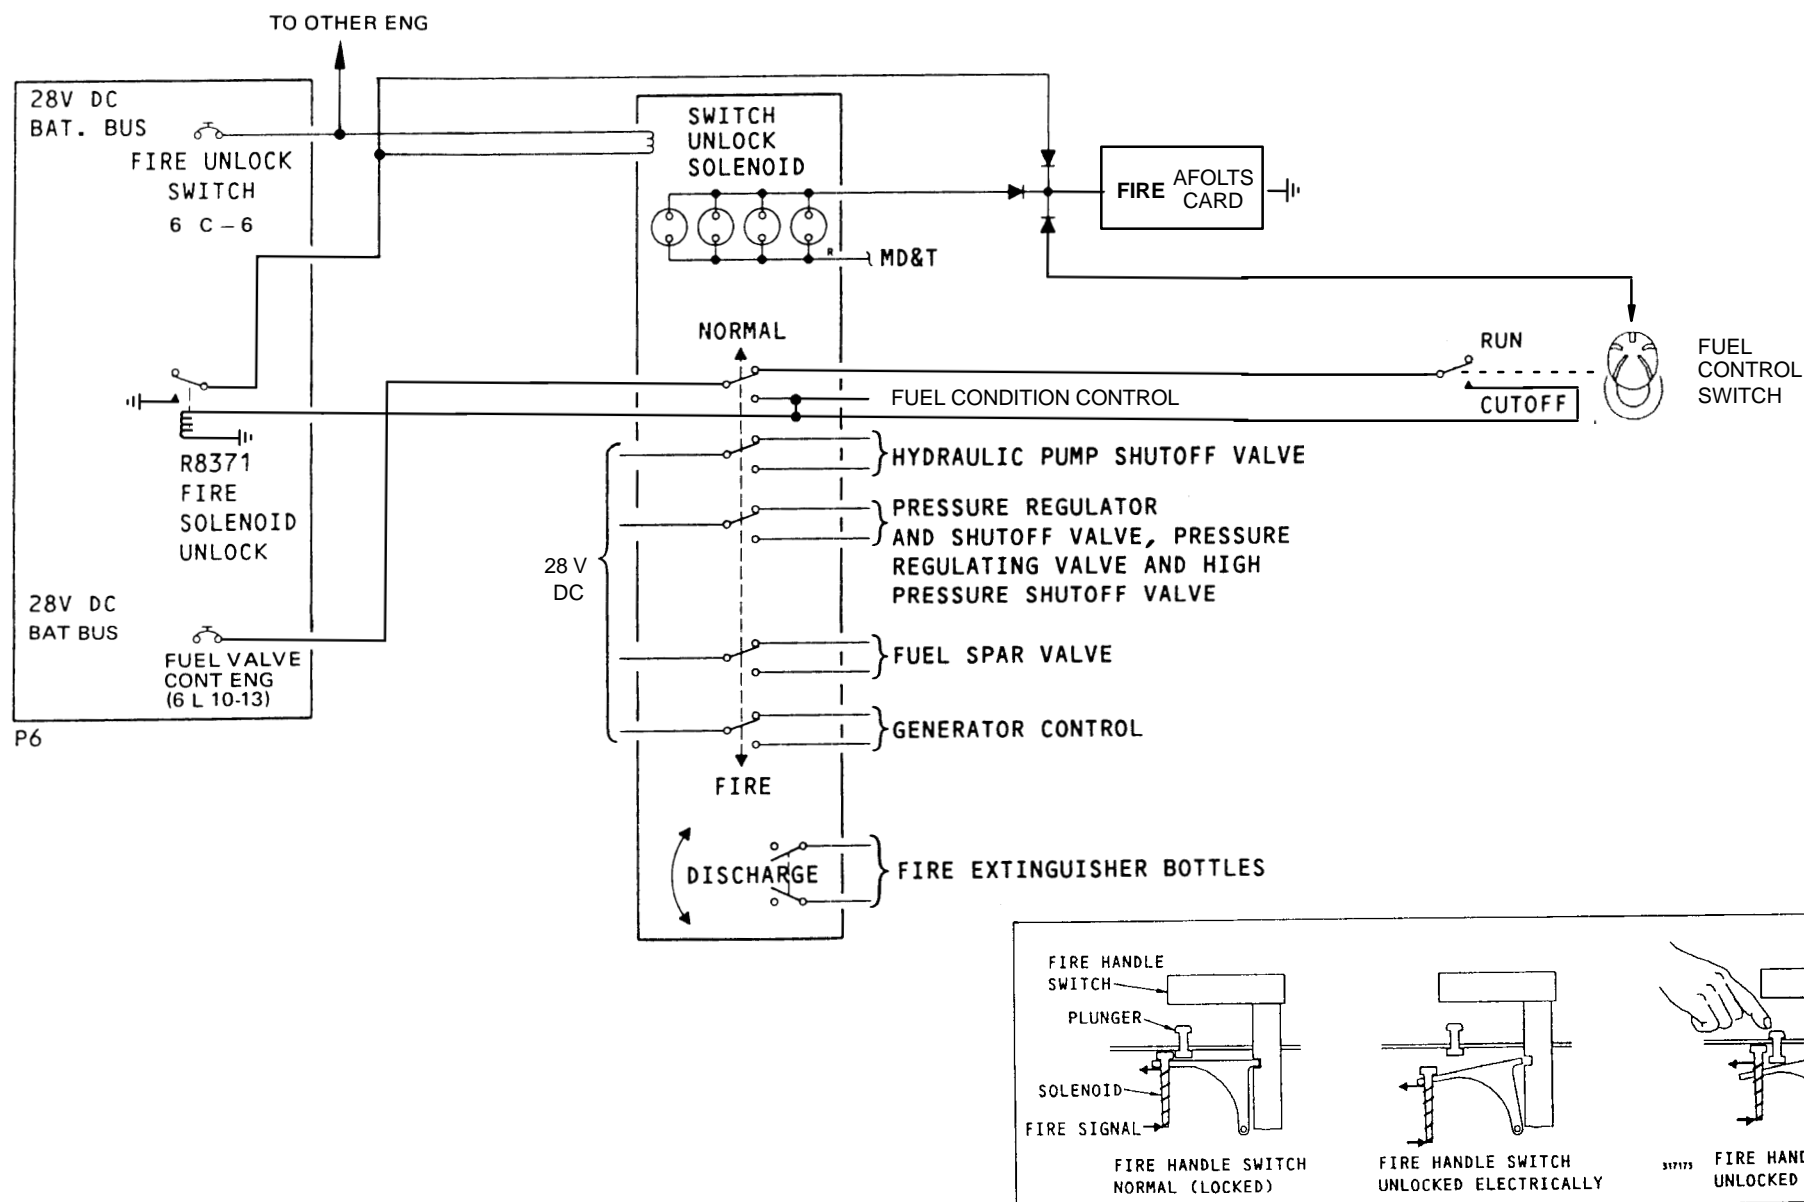 TO OTHER ENG
28V DC
BAT. BUS
FIRE UNLOCK
SWITCH
6 C – 6
SWITCH
UNLOCK
SOLENOID
FIRE
AFOLTS
CARD
R
MD&T
NORMAL
RUN
FUEL
CONTROL
SWITCH
CUTOFF
FUEL CONDITION CONTROL
R8371
FIRE
SOLENOID
UNLOCK
HYDRAULIC PUMP SHUTOFF VALVE
PRESSURE REGULATOR
AND SHUTOFF VALVE, PRESSURE
REGULATING VALVE AND HIGH
PRESSURE SHUTOFF VALVE
28 V
DC
28V DC
BAT BUS
FUEL VALVE
CONT ENG
(6 L 10-13)
P6
FUEL SPAR VALVE
GENERATOR CONTROL
FIRE
DISCHARGE
FIRE EXTINGUISHER BOTTLES
FIRE HANDLE
SWITCH
PLUNGER
SOLENOID
FIRE SIGNAL
FIRE HANDLE SWITCH
NORMAL (LOCKED)
FIRE HANDLE SWITCH
UNLOCKED ELECTRICALLY
317173
FIRE HAND
UNLOCKED